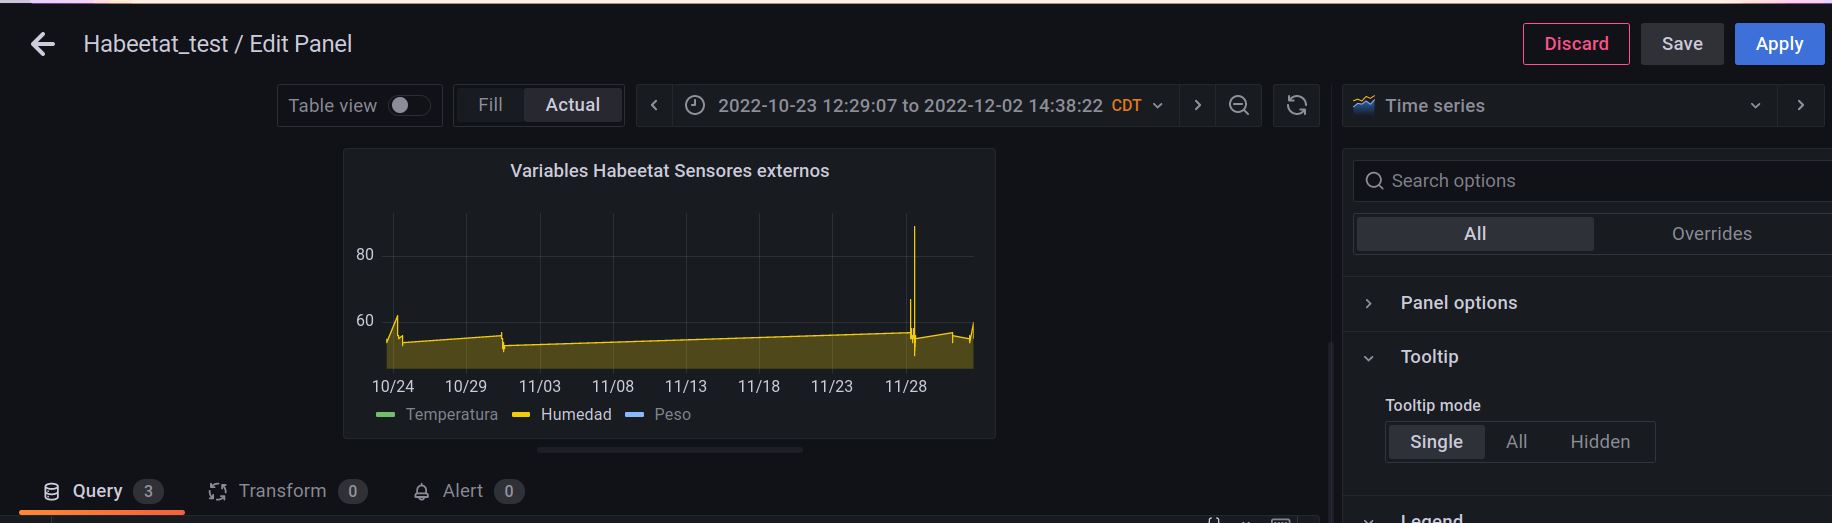 Habeetat_test / Edit Panel
Discard
Save
Apply
Table view
Fill
Actual
2022-10-23 12:29:07 to 2022-12-02 14:38:22 CDT
Time series
Variables Habeetat Sensores externos
80
60
10/24 10/29 11/03 11/08 11/13 11/18 11/23 11/28
Temperatura Humedad Peso
Search options
All
Overrides
Panel options
Tooltip
Tooltip mode
Single All Hidden
Legend
Query 3
Transform 0
Alert 0